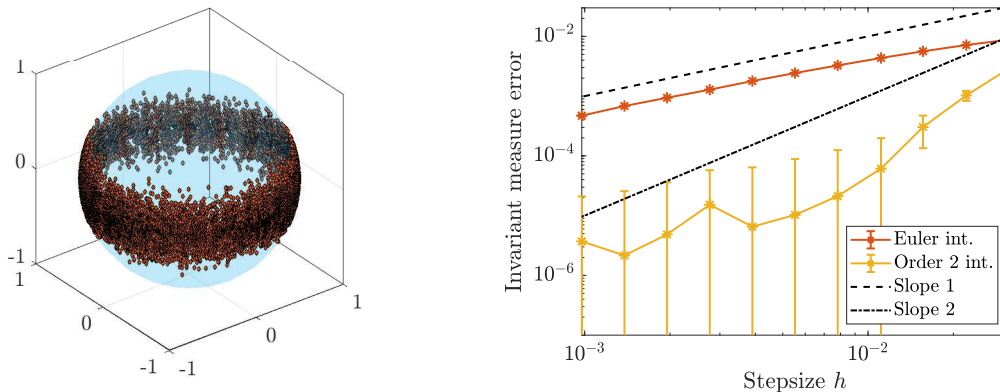 1
0
-1
1
0
-1
-1
0
1
Invariant measure error
10⁻²
10⁻⁴
10⁻⁶
10⁻³
10⁻²
Stepsize h
Euler int.
Order 2 int.
Slope 1
Slope 2